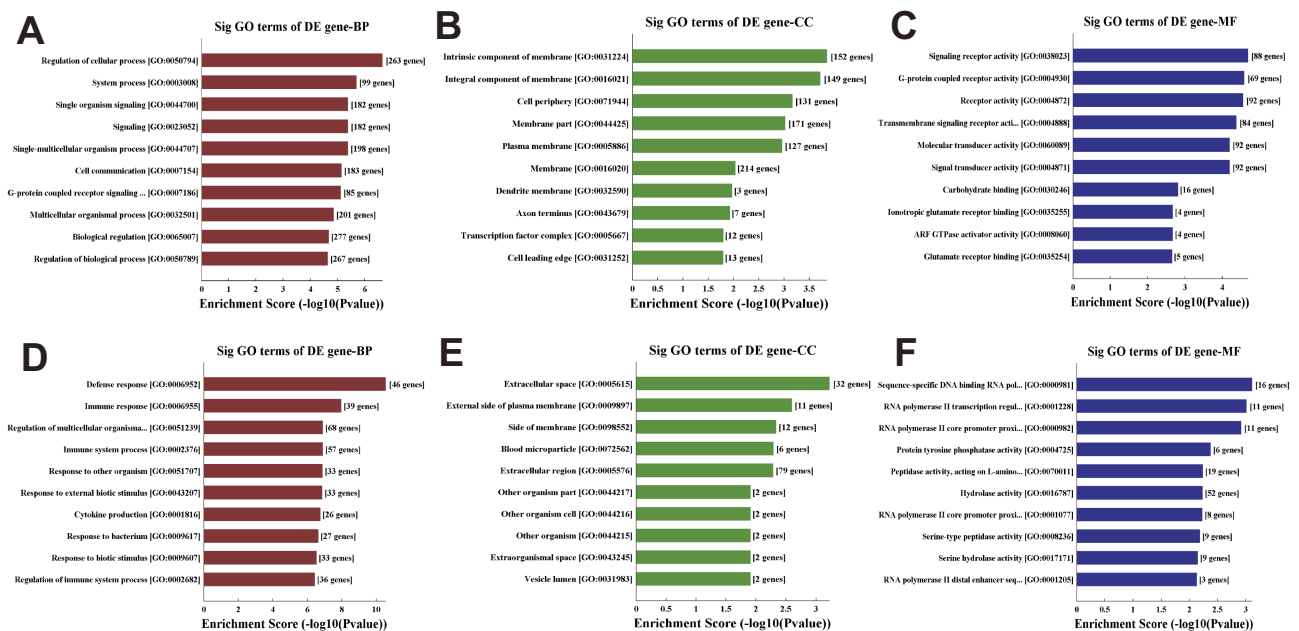 A
Sig GO terms of DE gene-BP
Regulation of cellular process [GO:0050794] [263 genes]
System process [GO:0003008] [99 genes]
Single organism signaling [GO:0044700] [182 genes]
Signaling [GO:0023052] [182 genes]
Single-multicellular organism process [GO:0044707] [198 genes]
Cell communication [GO:0007154] [183 genes]
G-protein coupled receptor signaling ... [GO:0007186] [85 genes]
Multicellular organismal process [GO:0032501] [201 genes]
Biological regulation [GO:0065007] [277 genes]
Regulation of biological process [GO:0050789] [267 genes]
0 1 2 3 4 5 6
Enrichment Score (-log10(Pvalue))
B
Sig GO terms of DE gene-CC
Intrinsic component of membrane [GO:0031224] [152 genes]
Integral component of membrane [GO:0016021] [149 genes]
Cell periphery [GO:0071944] [131 genes]
Membrane part [GO:0044425] [171 genes]
Plasma membrane [GO:0005886] [127 genes]
Membrane [GO:0016020] [214 genes]
Dendrite membrane [GO:0032590] [3 genes]
Axon terminus [GO:0043679] [7 genes]
Transcription factor complex [GO:0005667] [12 genes]
Cell leading edge [GO:0031252] [13 genes]
0 0.5 1 1.5 2 2.5 3 3.5
Enrichment Score (-log10(Pvalue))
C
Sig GO terms of DE gene-MF
Signaling receptor activity [GO:0038023] [88 genes]
G-protein coupled receptor activity [GO:0004930] [69 genes]
Receptor activity [GO:0004872] [92 genes]
Transmembrane signaling receptor acti... [GO:0004888] [84 genes]
Molecular transducer activity [GO:0060089] [92 genes]
Signal transducer activity [GO:0004871] [92 genes]
Carbohydrate binding [GO:0030246] [16 genes]
Ionotropic glutamate receptor binding [GO:0035255] [4 genes]
ARF GTPase activator activity [GO:0008060] [4 genes]
Glutamate receptor binding [GO:0035254] [5 genes]
0 1 2 3 4
Enrichment Score (-log10(Pvalue))
D
Sig GO terms of DE gene-BP
Defense response [GO:0006952] [46 genes]
Immune response [GO:0006955] [39 genes]
Regulation of multicellular organisma... [GO:0051239] [68 genes]
Immune system process [GO:0002376] [57 genes]
Response to other organism [GO:0051707] [33 genes]
Response to external biotic stimulus [GO:0043207] [33 genes]
Cytokine production [GO:0001816] [26 genes]
Response to bacterium [GO:0009617] [27 genes]
Response to biotic stimulus [GO:0009607] [33 genes]
Regulation of immune system process [GO:0002682] [36 genes]
0 2 4 6 8 10
Enrichment Score (-log10(Pvalue))
E
Sig GO terms of DE gene-CC
Extracellular space [GO:0005615] [32 genes]
External side of plasma membrane [GO:0009897] [11 genes]
Side of membrane [GO:0098552] [12 genes]
Blood microparticle [GO:0072562] [6 genes]
Extracellular region [GO:0005576] [79 genes]
Other organism part [GO:0044217] [2 genes]
Other organism cell [GO:0044216] [2 genes]
Other organism [GO:0044215] [2 genes]
Extraorganismal space [GO:0043245] [2 genes]
Vesicle lumen [GO:0031983] [2 genes]
0 0.5 1 1.5 2 2.5 3
Enrichment Score (-log10(Pvalue))
F
Sig GO terms of DE gene-MF
Sequence-specific DNA binding RNA pol... [GO:0000981] [16 genes]
RNA polymerase II transcription regul... [GO:0001228] [11 genes]
RNA polymerase II core promoter proxi... [GO:0000982] [11 genes]
Protein tyrosine phosphatase activity [GO:0004725] [6 genes]
Peptidase activity, acting on L-amino... [GO:0070011] [19 genes]
Hydrolase activity [GO:0016787] [52 genes]
RNA polymerase II core promoter proxi... [GO:0001077] [8 genes]
Serine-type peptidase activity [GO:0008236] [9 genes]
Serine hydrolase activity [GO:0017171] [9 genes]
RNA polymerase II distal enhancer seq... [GO:0001205] [3 genes]
0 0.5 1 1.5 2 2.5 3
Enrichment Score (-log10(Pvalue))